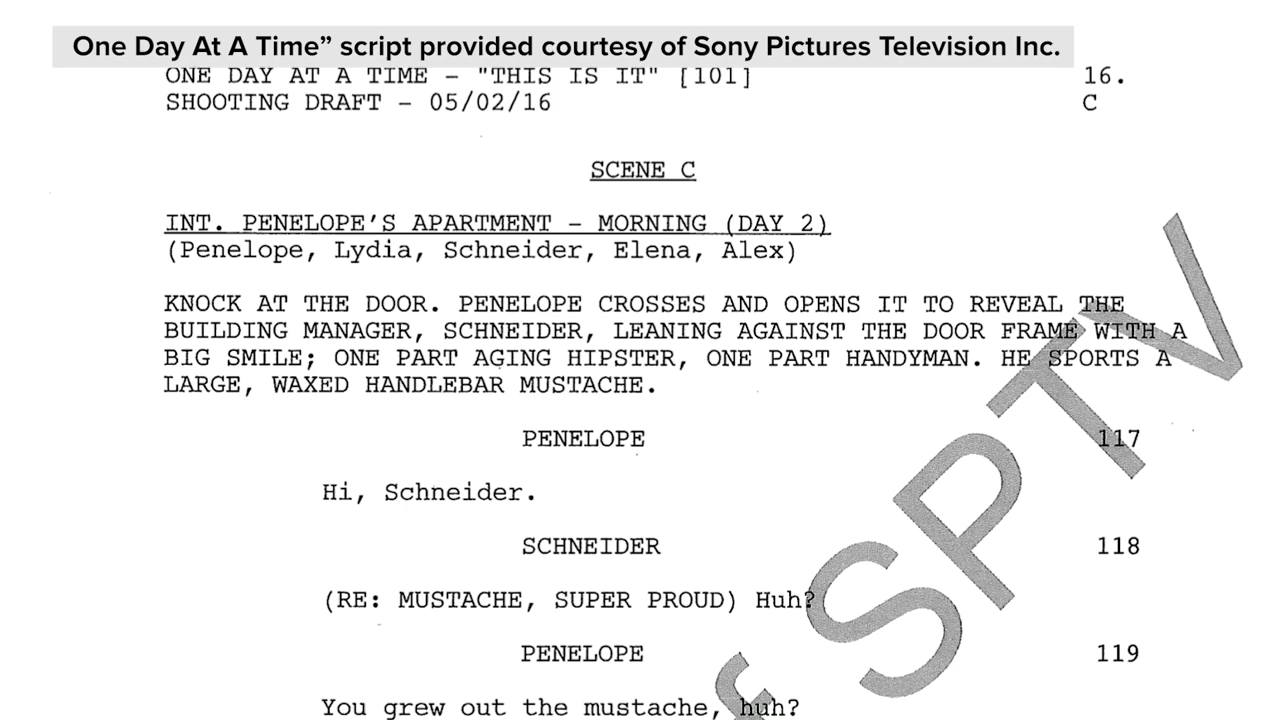 One Day At A Time” script provided courtesy of Sony Pictures Television Inc.
ONE DAY AT A TIME - "THIS IS IT" [101] 16.
SHOOTING DRAFT - 05/02/16 C
SCENE C
INT. PENELOPE'S APARTMENT - MORNING (DAY 2)
(Penelope, Lydia, Schneider, Elena, Alex)
KNOCK AT THE DOOR. PENELOPE CROSSES AND OPENS IT TO REVEAL THE
BUILDING MANAGER, SCHNEIDER, LEANING AGAINST THE DOOR FRAME WITH A
BIG SMILE; ONE PART AGING HIPSTER, ONE PART HANDYMAN. HE SPORTS A
LARGE, WAXED HANDLEBAR MUSTACHE.
PENELOPE 117
Hi, Schneider.
SCHNEIDER 118
(RE: MUSTACHE, SUPER PROUD) Huh?
PENELOPE 119
You grew out the mustache, huh?
f SPTV